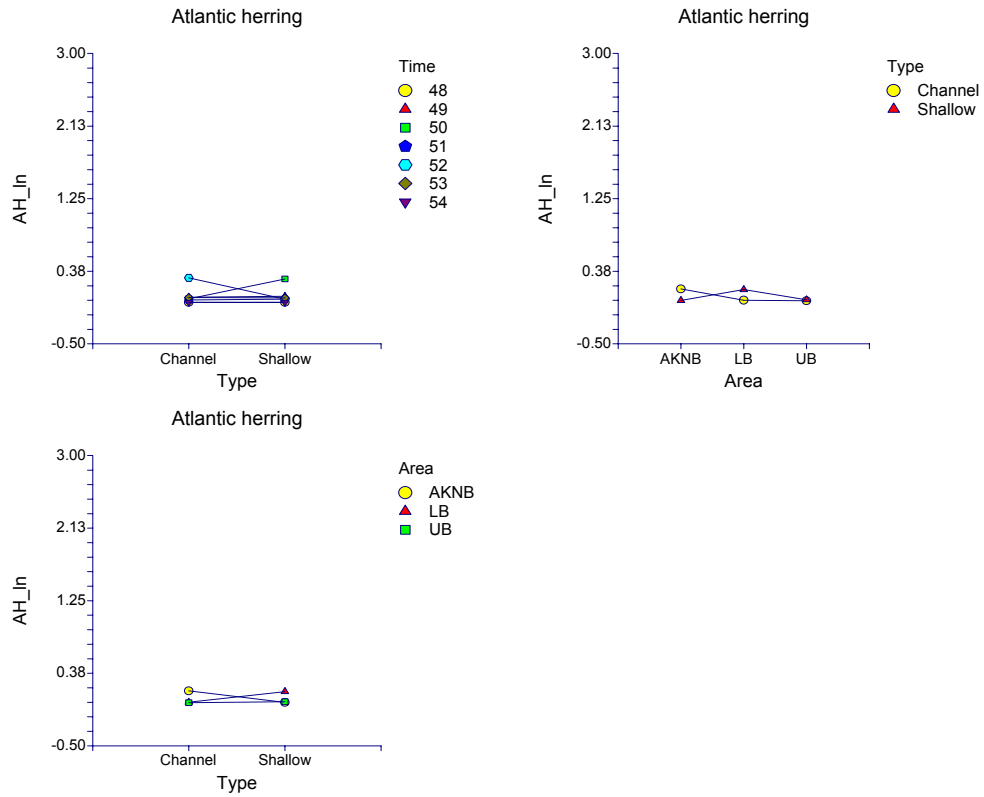 Atlantic herring
3.00
2.13
1.25
0.38
-0.50
AH_ln
Channel Shallow
Type
Time
48
49
50
51
52
53
54
Atlantic herring
3.00
2.13
1.25
0.38
-0.50
AH_ln
AKNB LB UB
Area
Type
Channel
Shallow
Atlantic herring
3.00
2.13
1.25
0.38
-0.50
AH_ln
Channel Shallow
Type
Area
AKNB
LB
UB